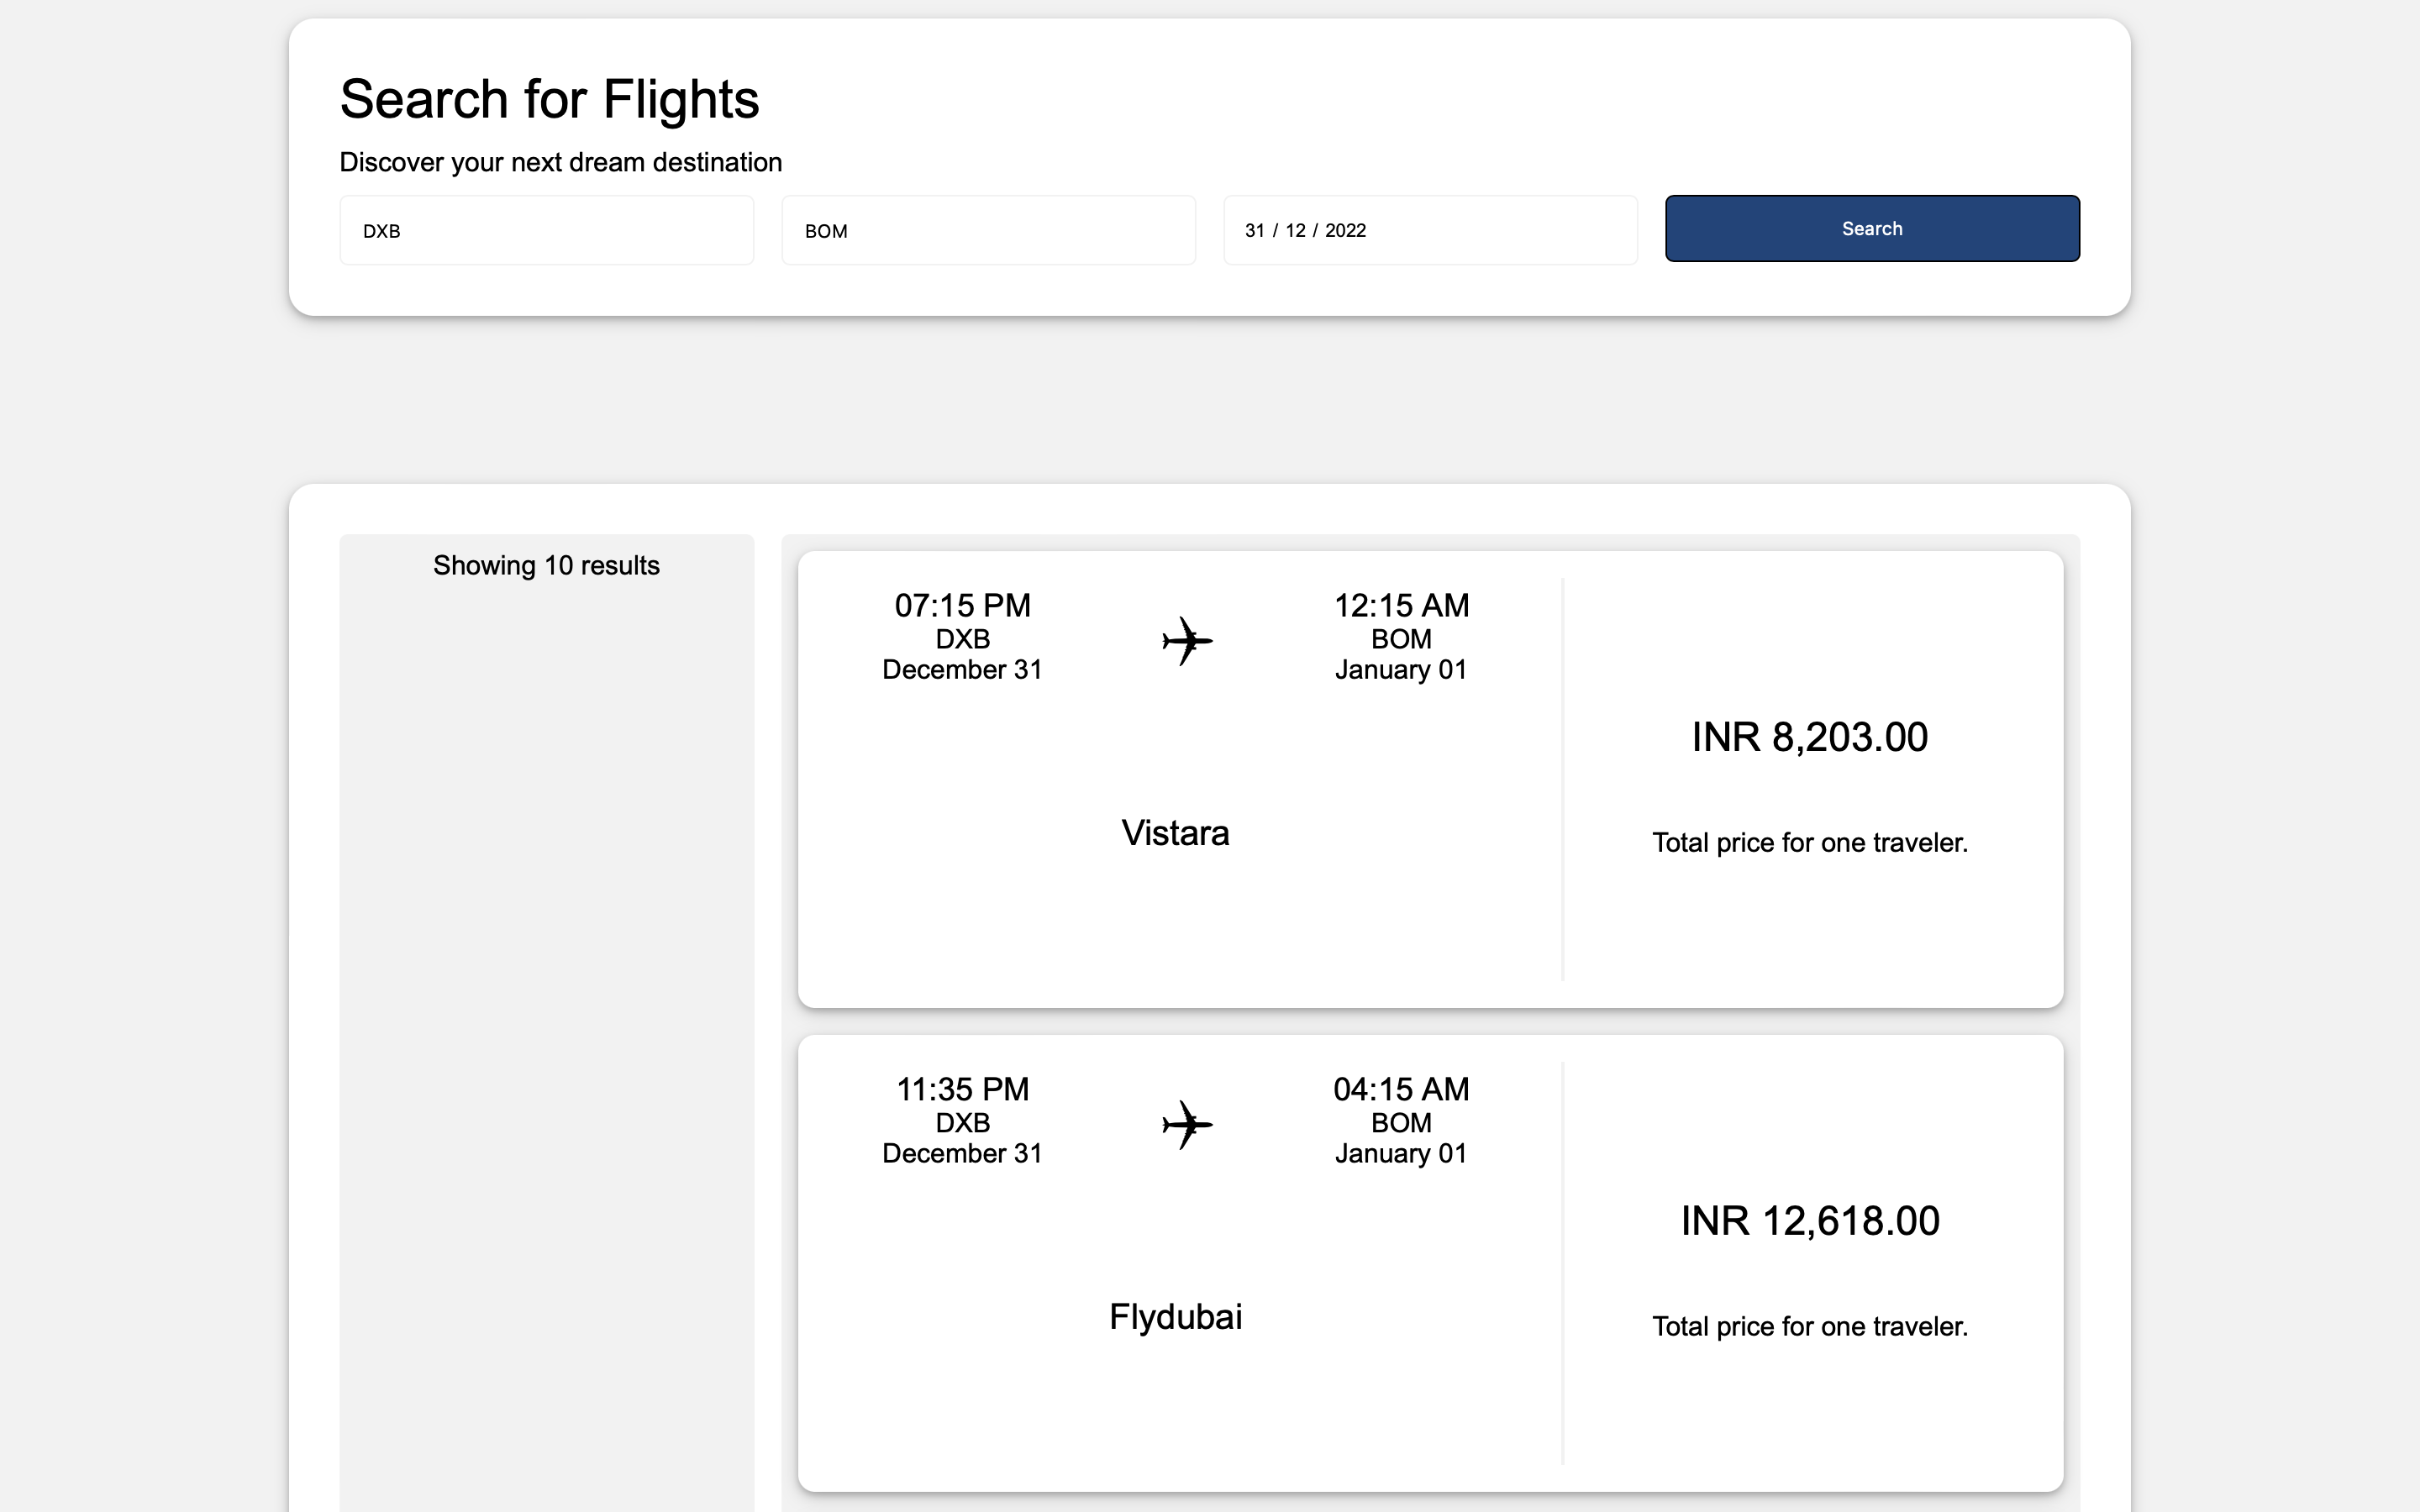 Search for Flights
Discover your next dream destination
DXB
BOM
31 / 12 / 2022
Search
Showing 10 results
07:15 PM
DXB
December 31
12:15 AM
BOM
January 01
Vistara
INR 8,203.00
Total price for one traveler.
11:35 PM
DXB
December 31
04:15 AM
BOM
January 01
Flydubai
INR 12,618.00
Total price for one traveler.